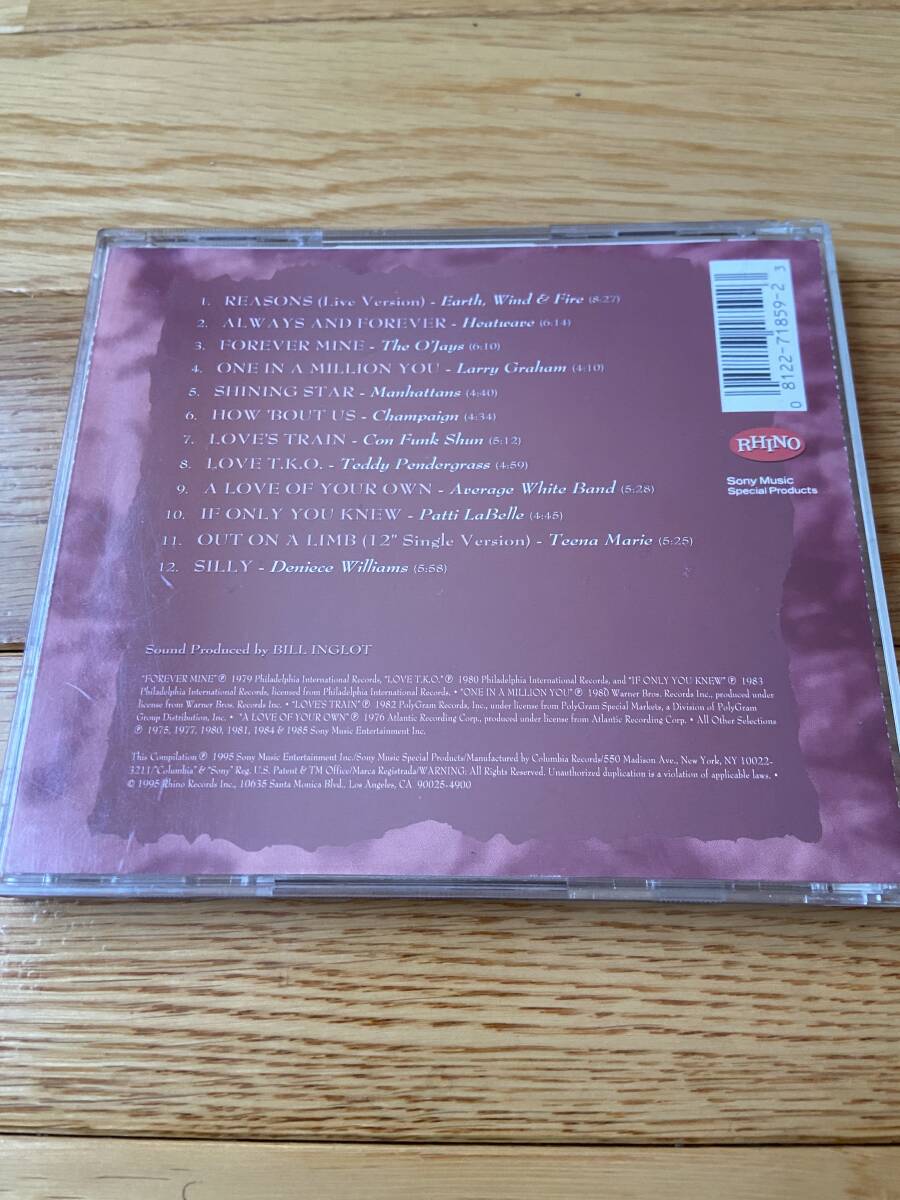 1. REASONS (Live Version) - Earth, Wind & Fire (8:27)
2. ALWAYS AND FOREVER - Heatwave (6:14)
3. FOREVER MINE - The O'Jays (6:10)
4. ONE IN A MILLION YOU - Larry Graham (4:10)
5. SHINING STAR - Manhattans (4:40)
6. HOW 'BOUT US - Champaign (4:34)
7. LOVE'S TRAIN - Con Funk Shun (5:12)
8. LOVE T.K.O. - Teddy Pendergrass (4:59)
9. A LOVE OF YOUR OWN - Average White Band (5:28)
10. IF ONLY YOU KNEW - Patti LaBelle (4:45)
11. OUT ON A LIMB (12" Single Version) - Teena Marie (5:25)
12. SILLY - Deniece Williams (5:58)
0 8122-71859-2 3
RHINO
Sony Music
Special Products
Sound Produced by BILL INGLOT
"FOREVER MINE" ℗ 1979 Philadelphia International Records, "LOVE T.K.O." ℗ 1980 Philadelphia International Records, and "IF ONLY YOU KNEW" ℗ 1983
Philadelphia International Records, licensed from Philadelphia International Records. • "ONE IN A MILLION YOU" ℗ 1980 Warner Bros. Records Inc., produced under
license from Warner Bros. Records Inc. • "LOVE'S TRAIN" ℗ 1982 PolyGram Records, Inc., under license from PolyGram Special Markets, a Division of PolyGram
Group Distribution, Inc. • "A LOVE OF YOUR OWN" ℗ 1976 Atlantic Recording Corp., produced under license from Atlantic Recording Corp. • All Other Selections
℗ 1975, 1977, 1980, 1981, 1984 & 1985 Sony Music Entertainment Inc.
This Compilation ℗ 1995 Sony Music Entertainment Inc./Sony Music Special Products/Manufactured by Columbia Records/550 Madison Ave., New York, NY 10022-
3211/"Columbia" & "Sony" Reg. U.S. Patent & TM Office/Marca Registrada/WARNING: All Rights Reserved. Unauthorized duplication is a violation of applicable laws. •
© 1995 Rhino Records Inc., 10635 Santa Monica Blvd., Los Angeles, CA 90025-4900